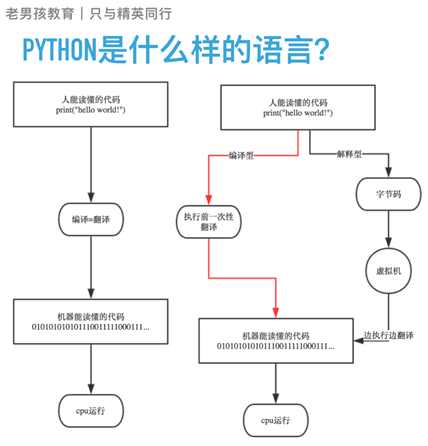 老男孩教育｜只与精英同行
PYTHON是什么样的语言?
人能读懂的代码
print("hello world!")
编译=翻译
机器能读懂的代码
010101010101110011111000111...
cpu运行
人能读懂的代码
print("hello world!")
编译型
解释型
执行前一次性
翻译
字节码
虚拟机
边执行边翻译
机器能读懂的代码
010101010101110011111000111...
cpu运行